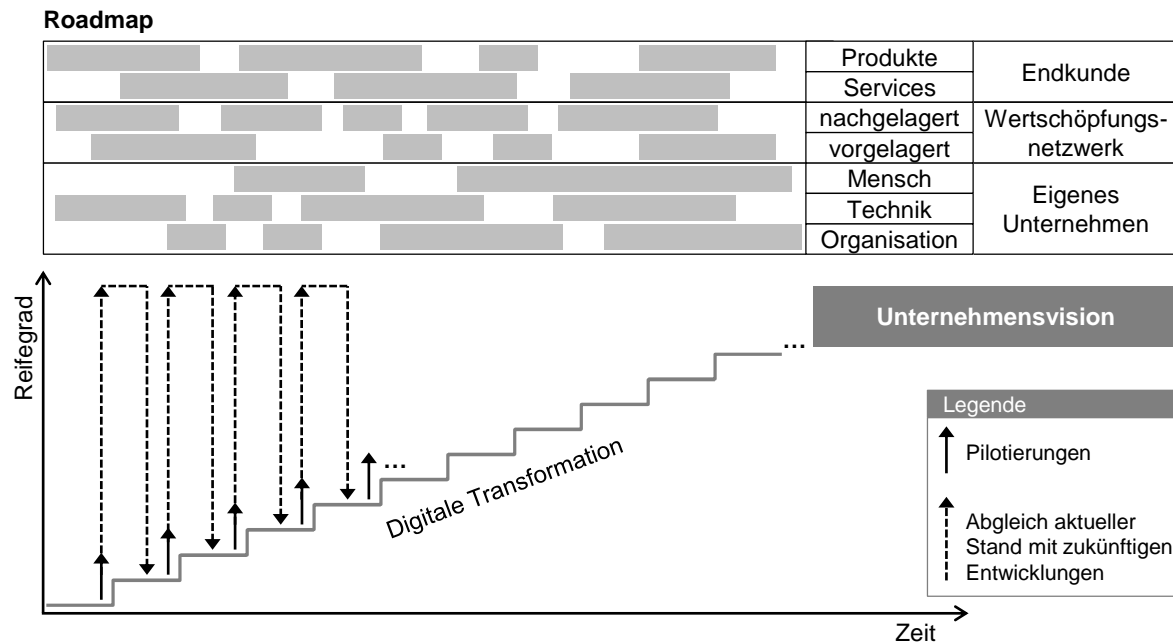 Roadmap
Produkte
Endkunde
Services
nachgelagert
Wertschöpfungs-
netzwerk
vorgelagert
Mensch
Technik
Eigenes
Unternehmen
Organisation
Reifegrad
Unternehmensvision
...
...
Digitale Transformation
Legende
Pilotierungen
Abgleich aktueller
Stand mit zukünftigen
Entwicklungen
Zeit